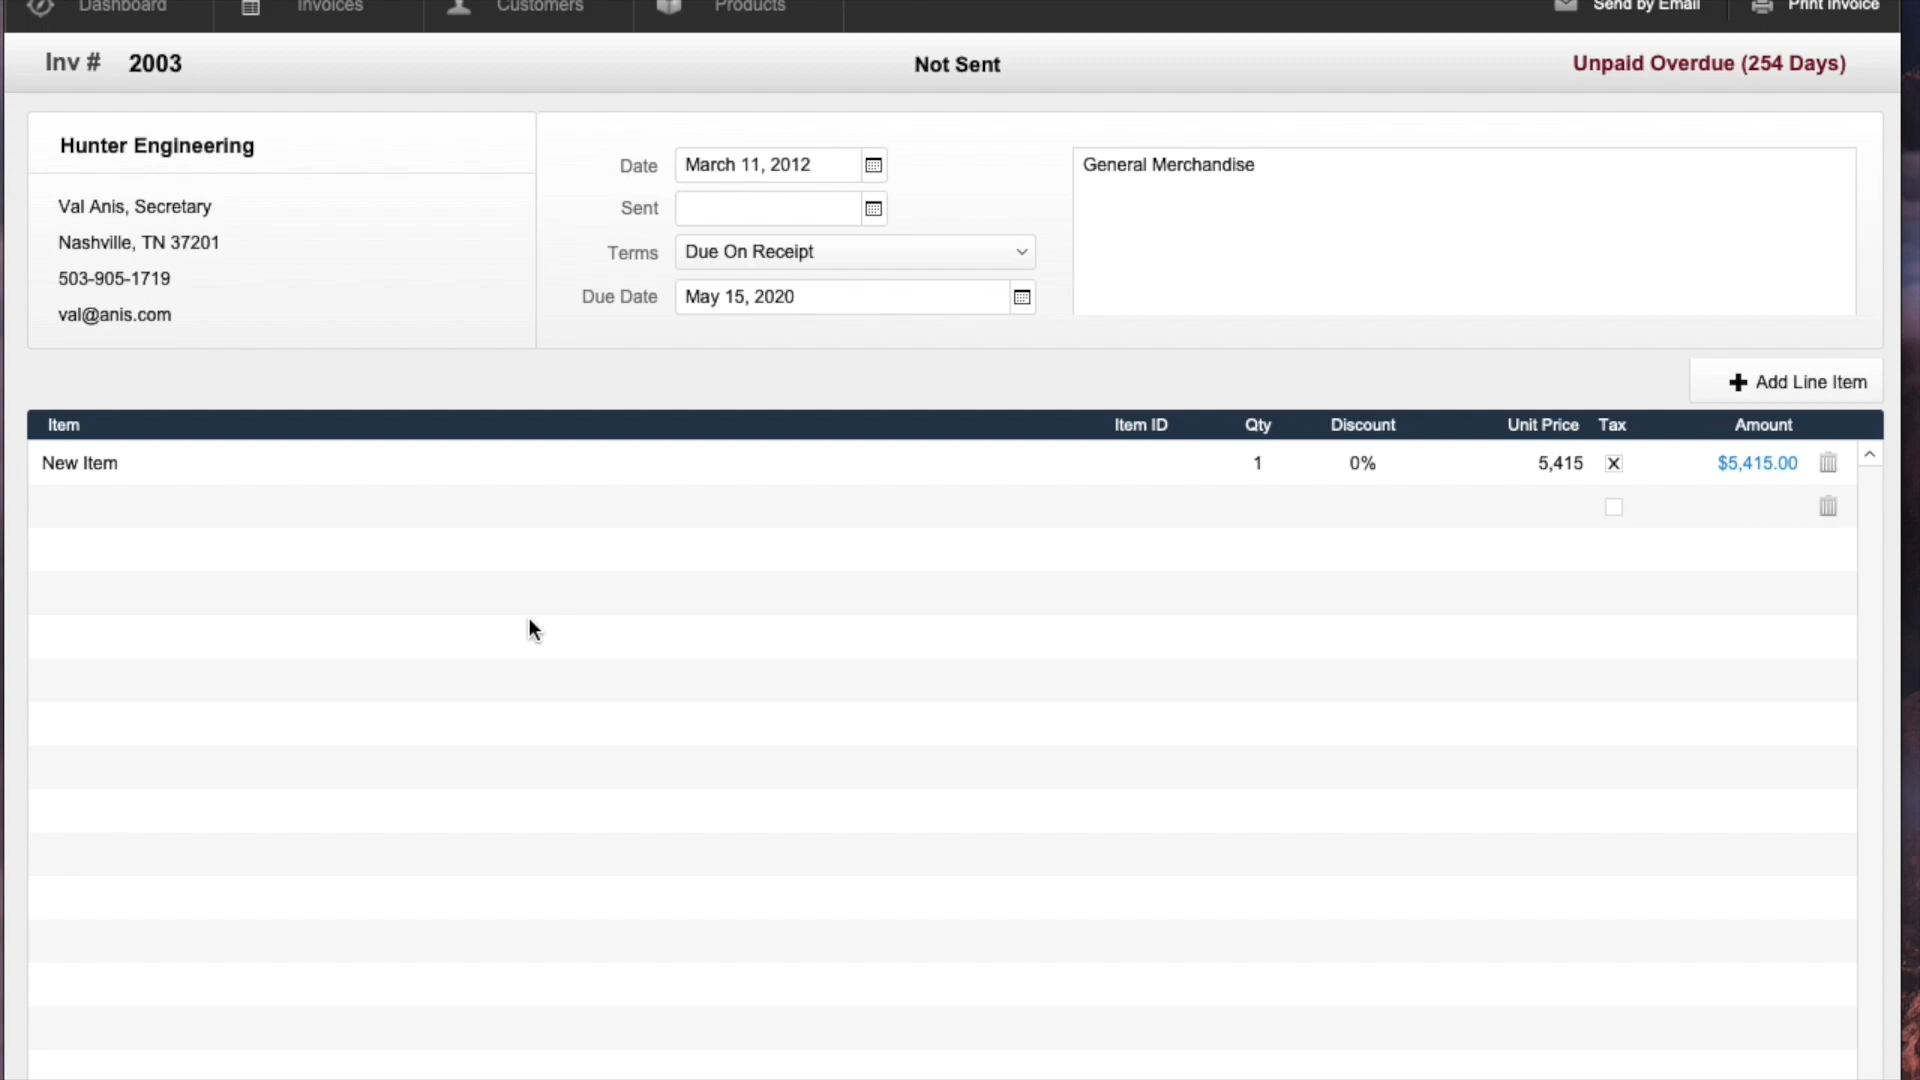 Dashboard Invoices Customers Products Send by Email Print Invoice
Inv # 2003 Not Sent Unpaid Overdue (254 Days)
Hunter Engineering
Val Anis, Secretary
Nashville, TN 37201
503-905-1719
val@anis.com
Date March 11, 2012
Sent
Terms Due On Receipt
Due Date May 15, 2020
General Merchandise
Add Line Item
Item Item ID Qty Discount Unit Price Tax Amount
New Item 1 0% 5,415 X $5,415.00